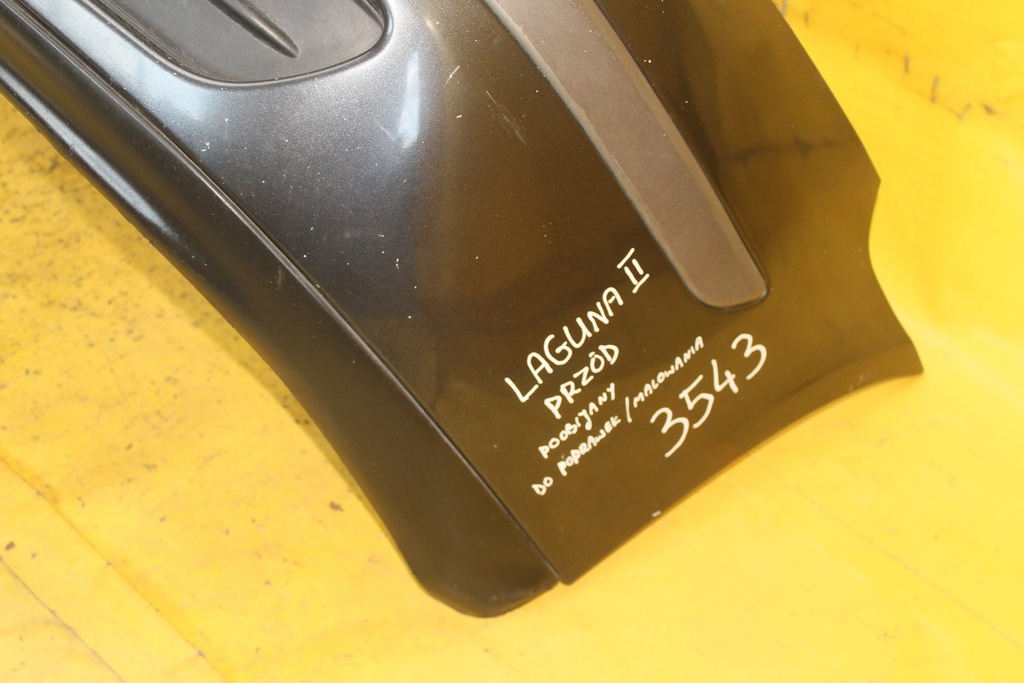 LAGUNA II
PRZÓD
POOBIJANY
DO POPRAWEK/MALOWANIA
3543